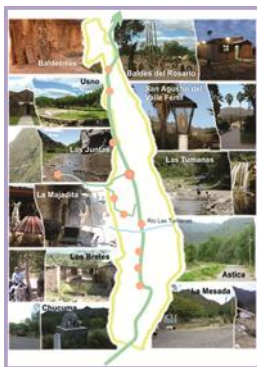 Baldecitos
Baldes del Rosario
Usno
San Agustín del
Valle Fértil
Las Juntas
Las Tumanas
La Majadita
Río Las Tumanas
Los Bretes
Astica
La Mesada
Chucuma